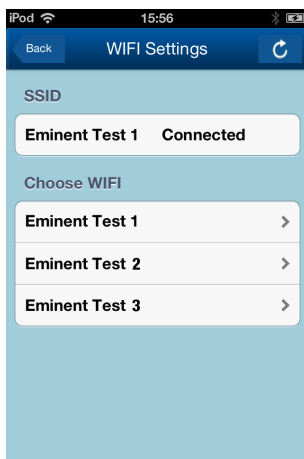 iPod 15:56
Back WIFI Settings
SSID
Eminent Test 1 Connected
Choose WIFI
Eminent Test 1
Eminent Test 2
Eminent Test 3